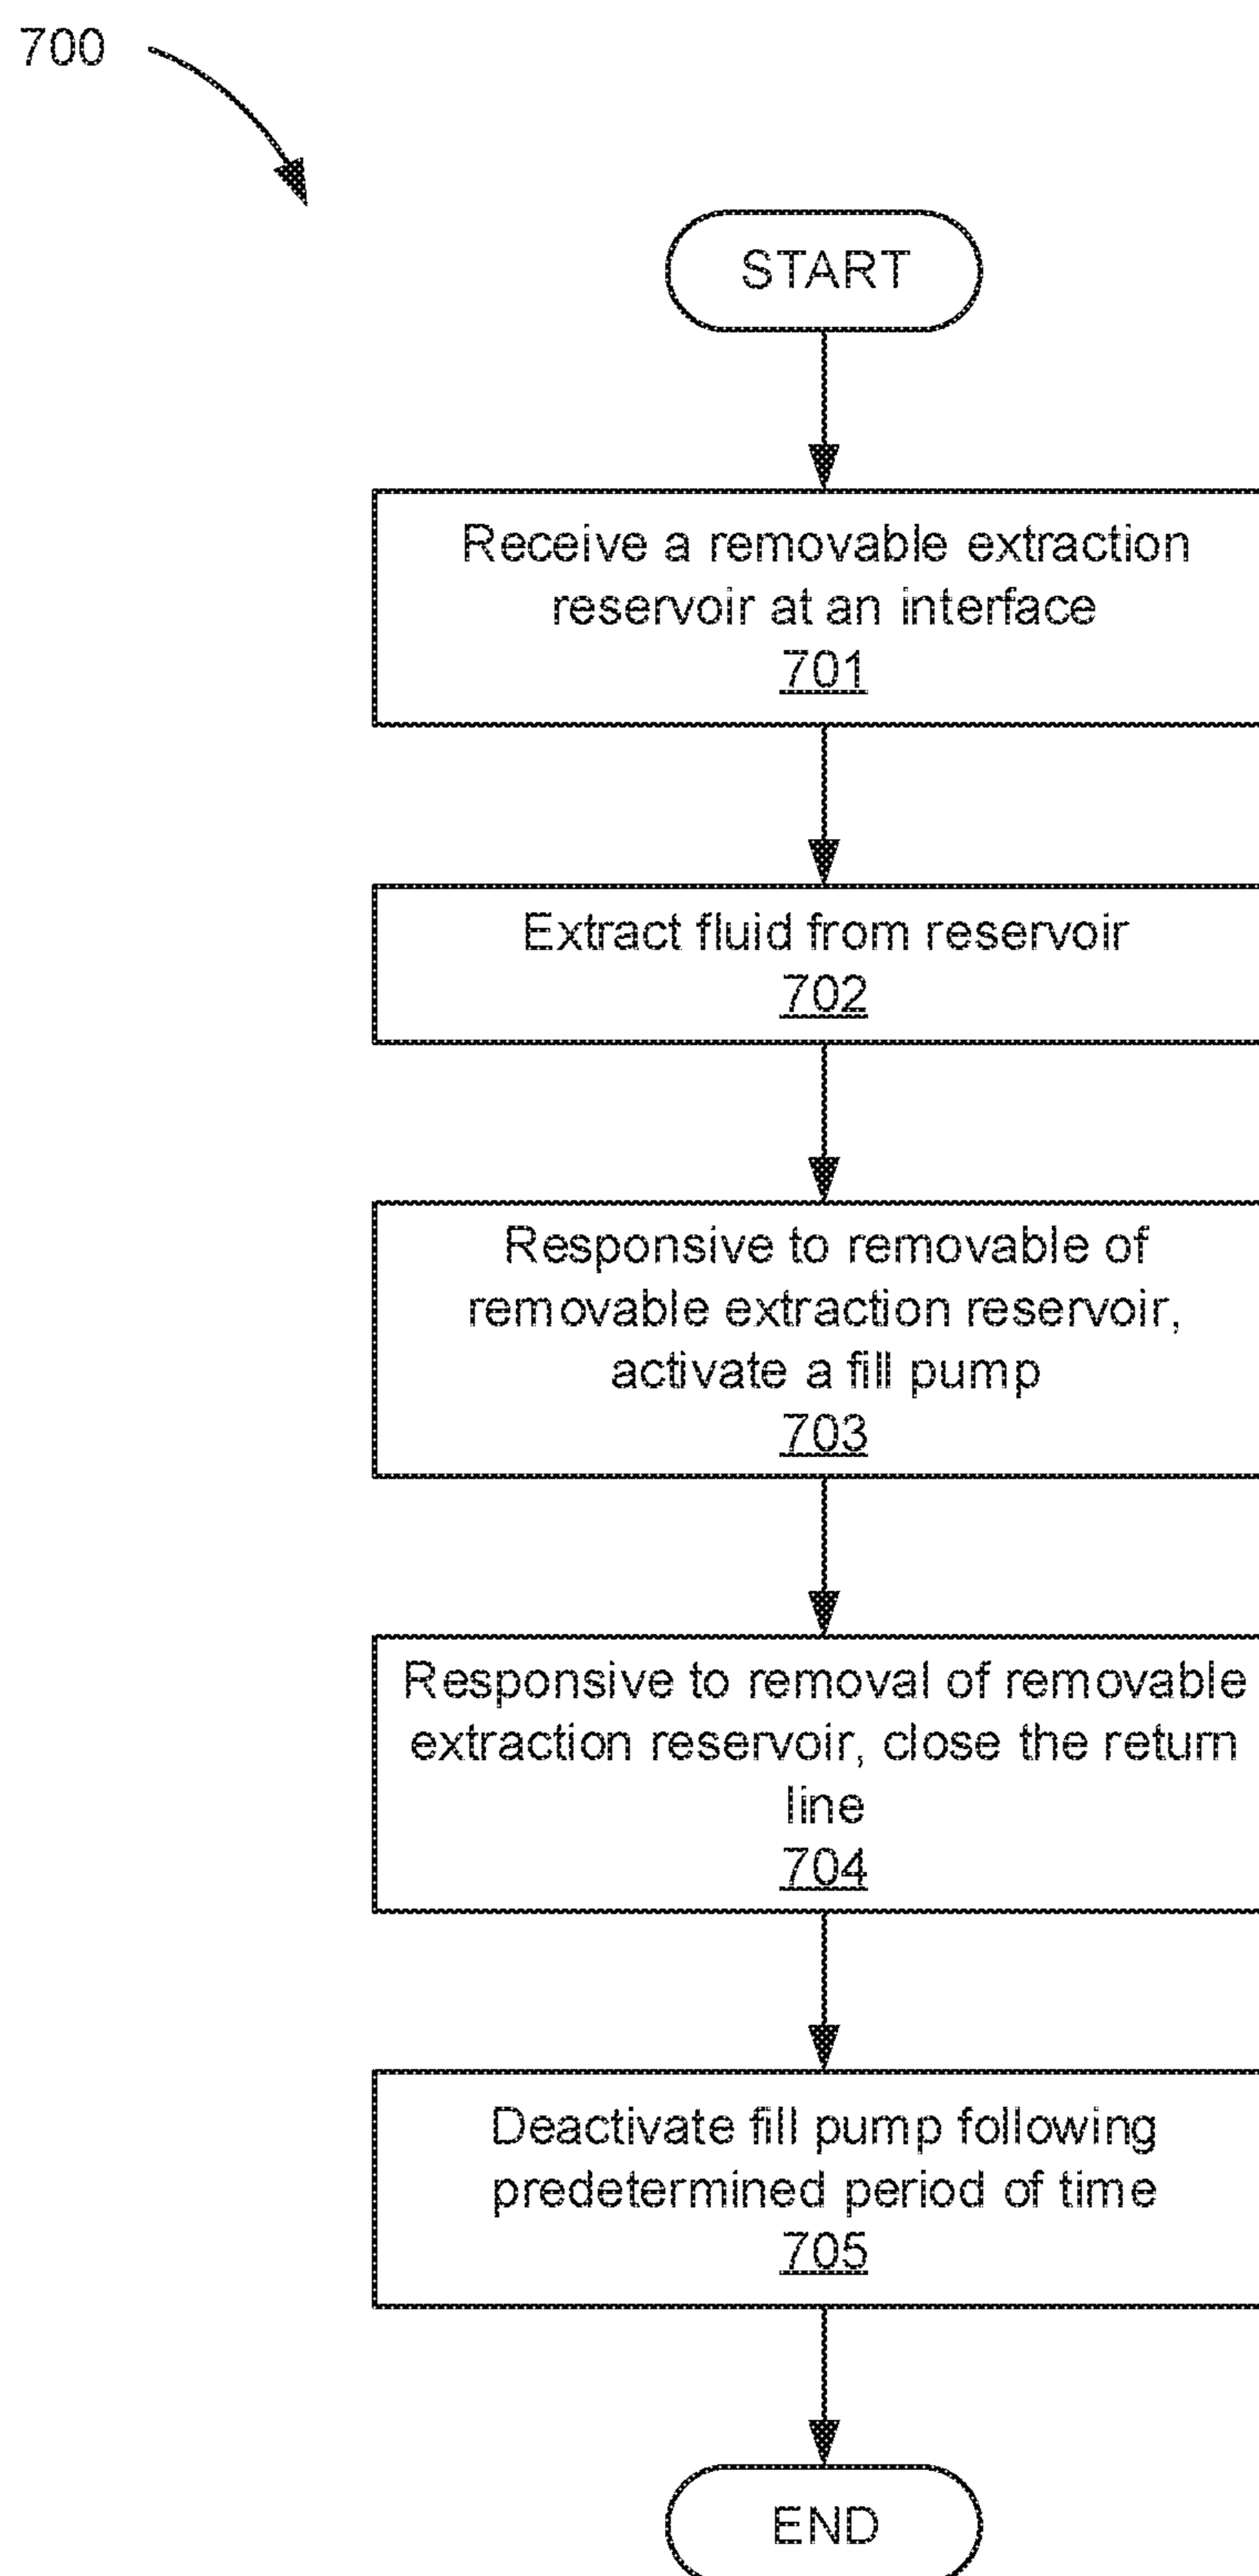 700
START
Receive a removable extraction
reservoir at an interface
701
Extract fluid from reservoir
702
Responsive to removable of
removable extraction reservoir,
activate a fill pump
703
Responsive to removal of removable
extraction reservoir, close the return
line
704
Deactivate fill pump following
predetermined period of time
705
END